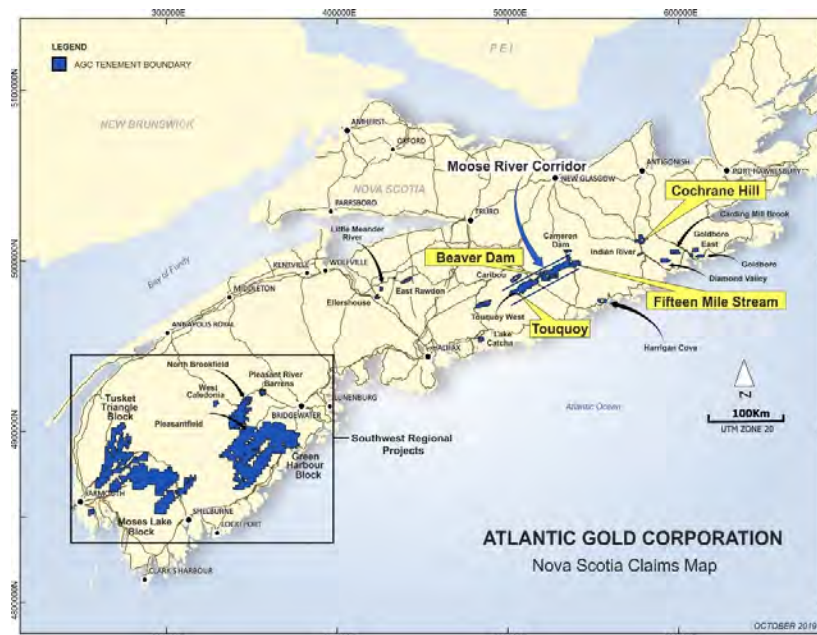 300000E
400000E
500000E
600000E
5100000N
5000000N
4900000N
4800000N
LEGEND
AGC TENEMENT BOUNDARY
P.E.I.
NEW BRUNSWICK
AMHERST
OXFORD
NOVA SCOTIA
Moose River Corridor
NEW GLASGOW
ANTIGONISH
PORT HAWKESBURY
PARRSBORO
TRURO
Cochrane Hill
Little Meander
River
Cameron
Dam
Indian River
Carding Mill Brook
Goldboro
East
Goldboro
Bay of Fundy
KENTVILLE
WOLFVILLE
Beaver Dam
Caribou
Diamond Valley
MIDDLETON
East Rawdon
Ellershouse
Fifteen Mile Stream
Touquoy West
Touquoy
ANNAPOLIS ROYAL
Lake
Catcha
Harrigan Cove
HALIFAX
North Brookfield
Pleasant River
Barrens
West
Caledonia
LUNENBURG
BRIDGEWATER
Tusket
Triangle
Block
Pleasantfield
Atlantic Ocean
Z
100Km
UTM ZONE 20
Southwest Regional
Projects
Green
Harbour
Block
YARMOUTH
Moses Lake
Block
SHELBURNE
LOCKEPORT
CLARK'S HARBOUR
ATLANTIC GOLD CORPORATION
Nova Scotia Claims Map
OCTOBER 2019